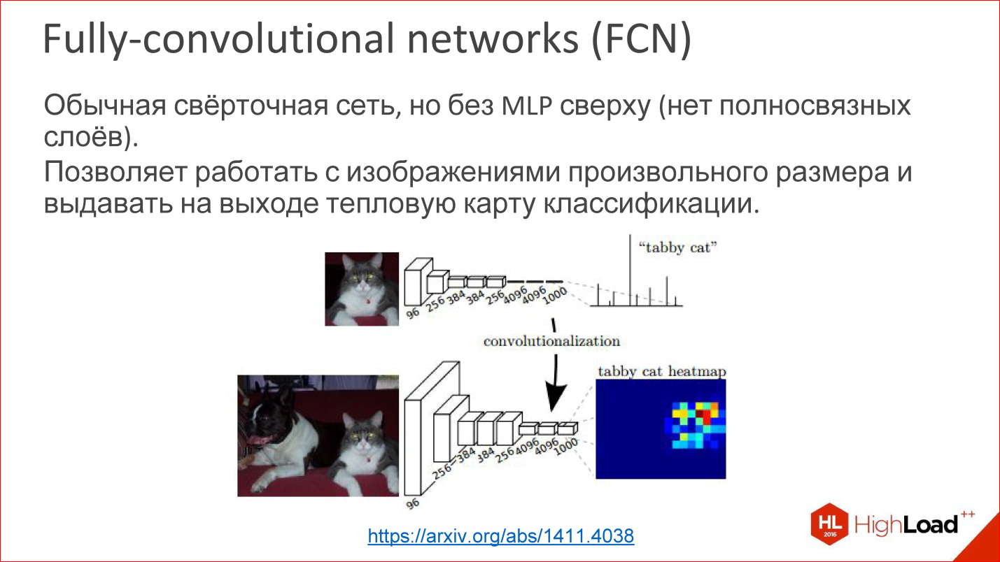 Fully-convolutional networks (FCN)
Обычная свёрточная сеть, но без MLP сверху (нет полносвязных
слоёв).
Позволяет работать с изображениями произвольного размера и
выдавать на выходе тепловую карту классификации.
“tabby cat”
96 256 384 384 256 4096 4096 1000
convolutionalization
tabby cat heatmap
96 256 384 384 256 4096 4096 1000
https://arxiv.org/abs/1411.4038
HL
2016
HighLoad++